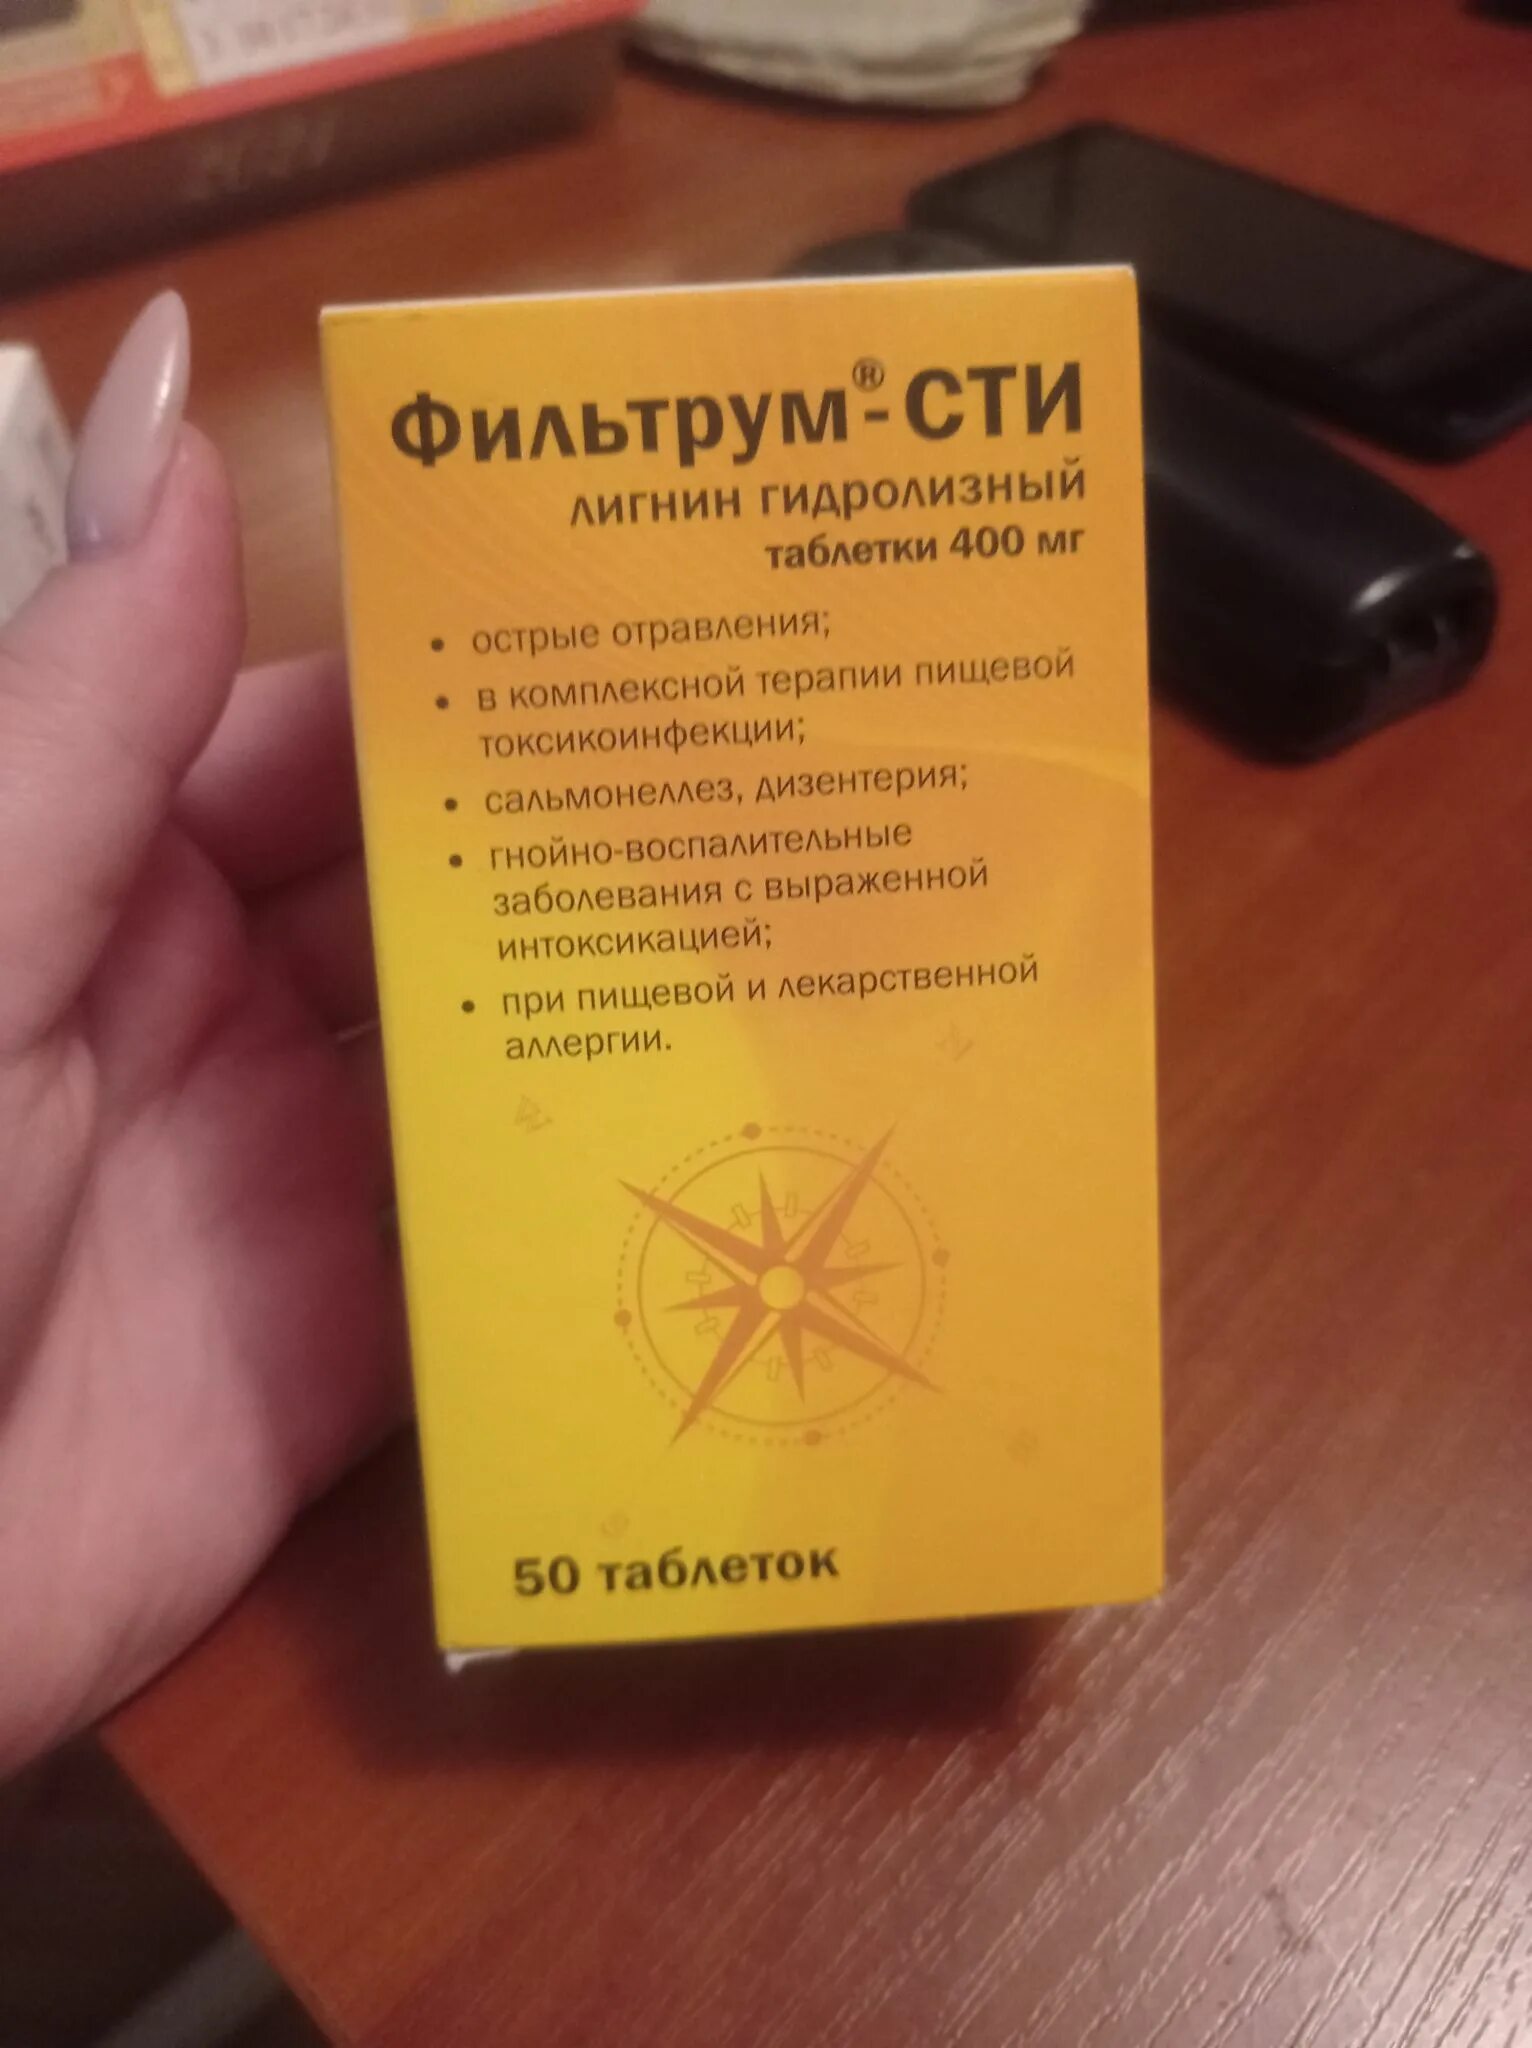 Фильтрум®-СТИ
лигнин гидролизный
таблетки 400 мг
• острые отравления;
• в комплексной терапии пищевой
токсикоинфекции;
• сальмонеллез, дизентерия;
• гнойно-воспалительные
заболевания с выраженной
интоксикацией;
• при пищевой и лекарственной
аллергии.
50 таблеток